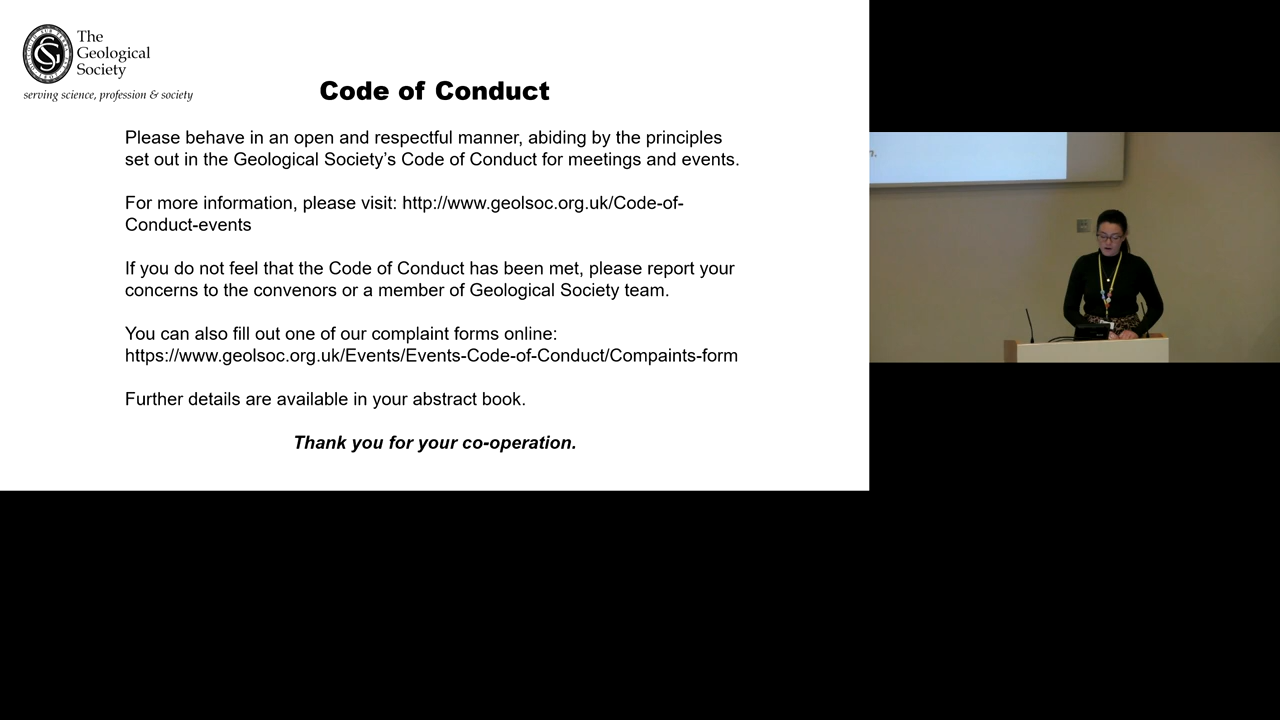 The
Geological
Society
serving science, profession & society
Code of Conduct
Please behave in an open and respectful manner, abiding by the principles
set out in the Geological Society’s Code of Conduct for meetings and events.
For more information, please visit: http://www.geolsoc.org.uk/Code-of-
Conduct-events
If you do not feel that the Code of Conduct has been met, please report your
concerns to the convenors or a member of Geological Society team.
You can also fill out one of our complaint forms online:
https://www.geolsoc.org.uk/Events/Events-Code-of-Conduct/Compaints-form
Further details are available in your abstract book.
Thank you for your co-operation.